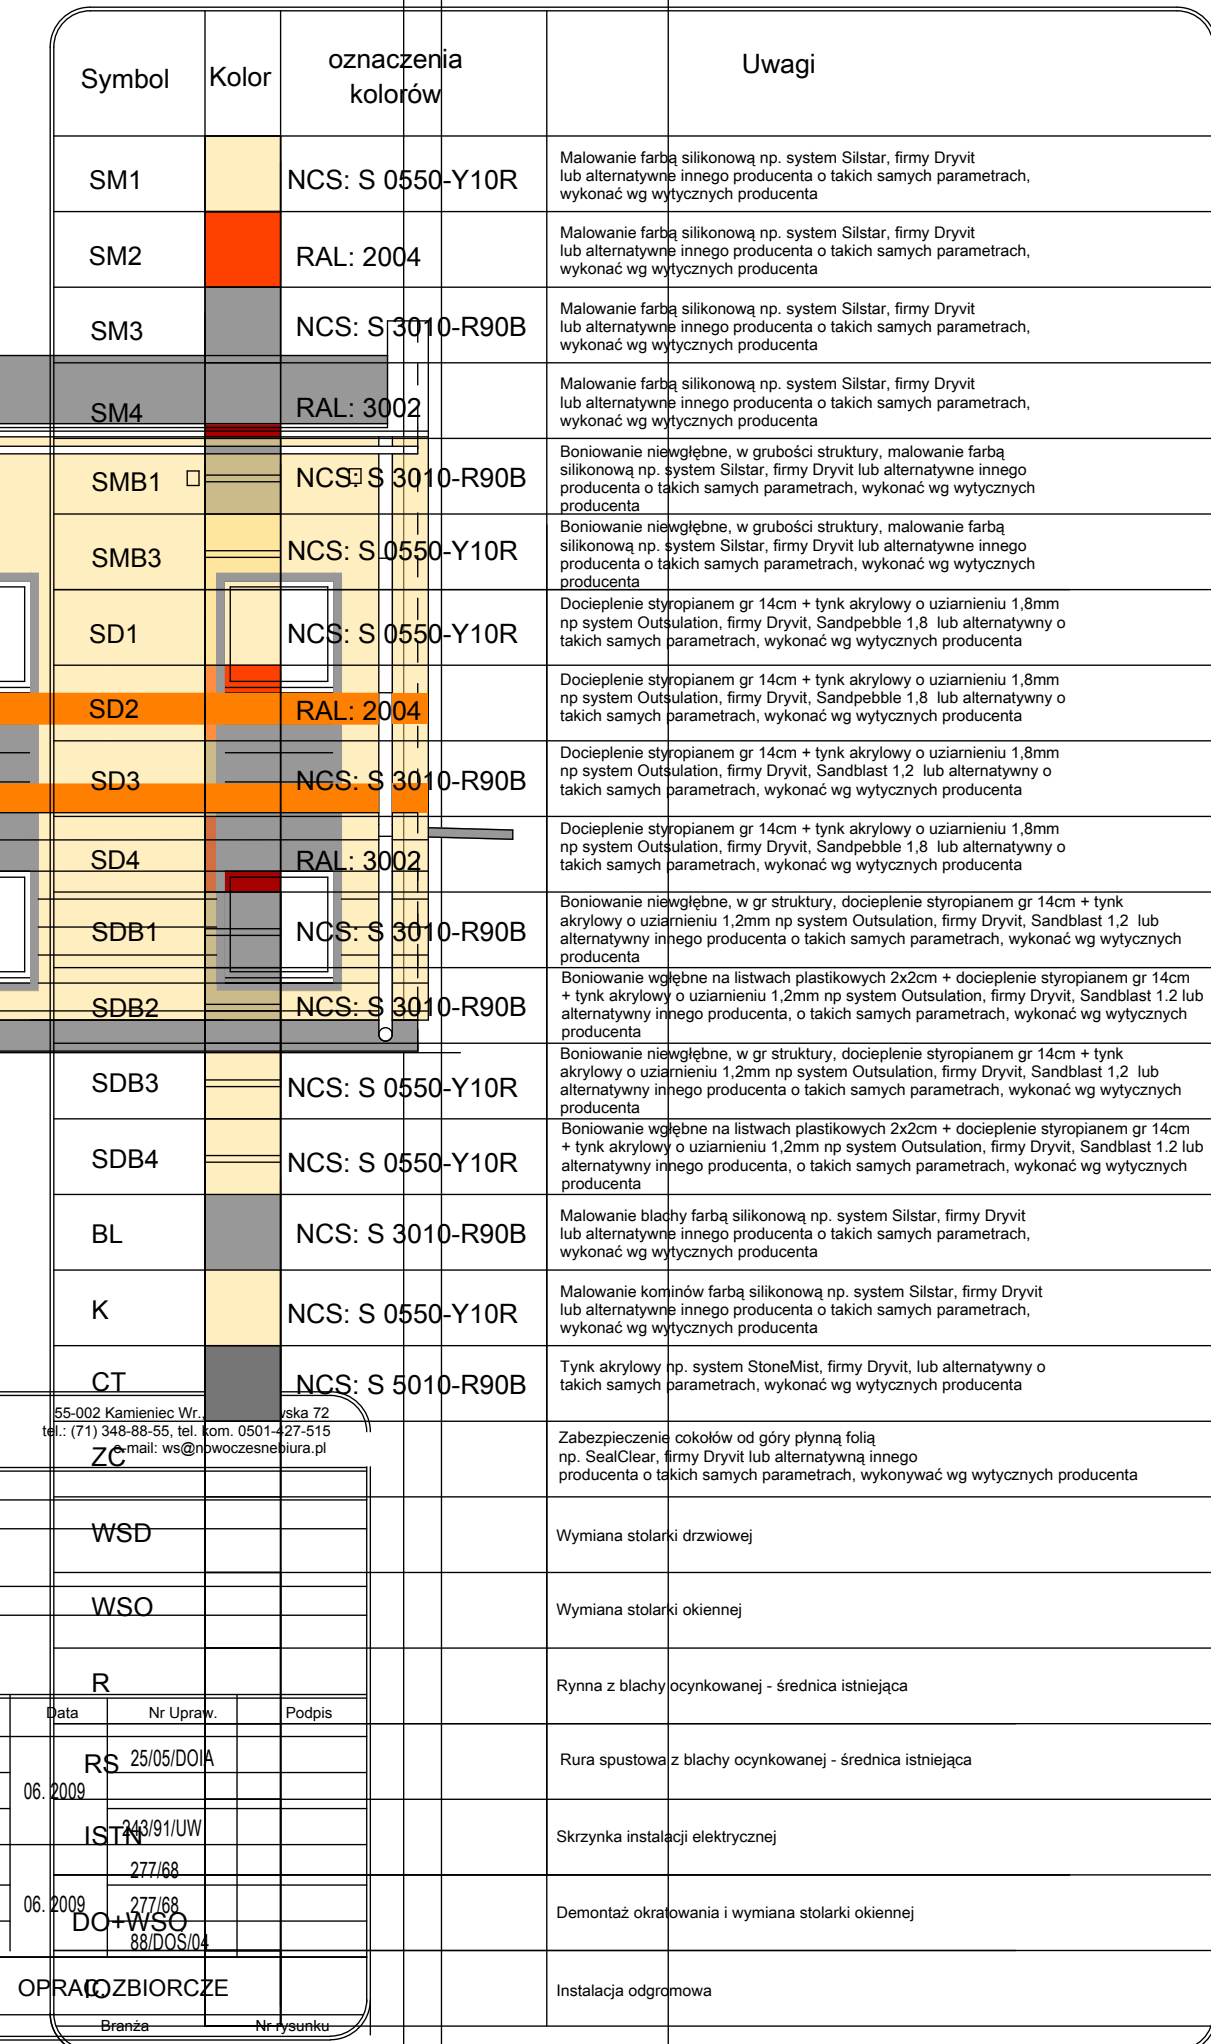 Symbol
Kolor
oznaczenia
kolorów
Uwagi
SM1
NCS: S 0550-Y10R
Malowanie farbą silikonową np. system Silstar, firmy Dryvit
lub alternatywne innego producenta o takich samych parametrach,
wykonać wg wytycznych producenta
SM2
RAL: 2004
Malowanie farbą silikonową np. system Silstar, firmy Dryvit
lub alternatywne innego producenta o takich samych parametrach,
wykonać wg wytycznych producenta
SM3
NCS: S 3010-R90B
Malowanie farbą silikonową np. system Silstar, firmy Dryvit
lub alternatywne innego producenta o takich samych parametrach,
wykonać wg wytycznych producenta
SM4
RAL: 3002
Malowanie farbą silikonową np. system Silstar, firmy Dryvit
lub alternatywne innego producenta o takich samych parametrach,
wykonać wg wytycznych producenta
SMB1
NCS: S 3010-R90B
Boniowanie niewgłębne, w grubości struktury, malowanie farbą
silikonową np. system Silstar, firmy Dryvit lub alternatywne innego
producenta o takich samych parametrach, wykonać wg wytycznych
producenta
SMB3
NCS: S 0550-Y10R
Boniowanie niewgłębne, w grubości struktury, malowanie farbą
silikonową np. system Silstar, firmy Dryvit lub alternatywne innego
producenta o takich samych parametrach, wykonać wg wytycznych
producenta
SD1
NCS: S 0550-Y10R
Docieplenie styropianem gr 14cm + tynk akrylowy o uziarnieniu 1,8mm
np system Outsulation, firmy Dryvit, Sandpebble 1,8 lub alternatywny o
takich samych parametrach, wykonać wg wytycznych producenta
SD2
RAL: 2004
Docieplenie styropianem gr 14cm + tynk akrylowy o uziarnieniu 1,8mm
np system Outsulation, firmy Dryvit, Sandpebble 1,8 lub alternatywny o
takich samych parametrach, wykonać wg wytycznych producenta
SD3
NCS: S 3010-R90B
Docieplenie styropianem gr 14cm + tynk akrylowy o uziarnieniu 1,8mm
np system Outsulation, firmy Dryvit, Sandblast 1,2 lub alternatywny o
takich samych parametrach, wykonać wg wytycznych producenta
SD4
RAL: 3002
Docieplenie styropianem gr 14cm + tynk akrylowy o uziarnieniu 1,8mm
np system Outsulation, firmy Dryvit, Sandpebble 1,8 lub alternatywny o
takich samych parametrach, wykonać wg wytycznych producenta
SDB1
NCS: S 3010-R90B
Boniowanie niewgłębne, w gr struktury, docieplenie styropianem gr 14cm + tynk
akrylowy o uziarnieniu 1,2mm np system Outsulation, firmy Dryvit, Sandblast 1,2 lub
alternatywny innego producenta o takich samych parametrach, wykonać wg wytycznych
producenta
SDB2
NCS: S 3010-R90B
Boniowanie wgłębne na listwach plastikowych 2x2cm + docieplenie styropianem gr 14cm
+ tynk akrylowy o uziarnieniu 1,2mm np system Outsulation, firmy Dryvit, Sandblast 1.2 lub
alternatywny innego producenta, o takich samych parametrach, wykonać wg wytycznych
producenta
SDB3
NCS: S 0550-Y10R
Boniowanie niewgłębne, w gr struktury, docieplenie styropianem gr 14cm + tynk
akrylowy o uziarnieniu 1,2mm np system Outsulation, firmy Dryvit, Sandblast 1,2 lub
alternatywny innego producenta o takich samych parametrach, wykonać wg wytycznych
producenta
SDB4
NCS: S 0550-Y10R
Boniowanie wgłębne na listwach plastikowych 2x2cm + docieplenie styropianem gr 14cm
+ tynk akrylowy o uziarnieniu 1,2mm np system Outsulation, firmy Dryvit, Sandblast 1.2 lub
alternatywny innego producenta, o takich samych parametrach, wykonać wg wytycznych
producenta
BL
NCS: S 3010-R90B
Malowanie blachy farbą silikonową np. system Silstar, firmy Dryvit
lub alternatywne innego producenta o takich samych parametrach,
wykonać wg wytycznych producenta
K
NCS: S 0550-Y10R
Malowanie kominów farbą silikonową np. system Silstar, firmy Dryvit
lub alternatywne innego producenta o takich samych parametrach,
wykonać wg wytycznych producenta
CT
NCS: S 5010-R90B
Tynk akrylowy np. system StoneMist, firmy Dryvit, lub alternatywny o
takich samych parametrach, wykonać wg wytycznych producenta
55-002 Kamieniec Wr., 72
tel.: (71) 348-88-55, tel. kom. 0501-427-515
e-mail: ws@nowoczesnebiura.pl
ZC
Zabezpieczenie cokołów od góry płynną folią
np. SealClear, firmy Dryvit lub alternatywną innego
producenta o takich samych parametrach, wykonywać wg wytycznych producenta
WSD
Wymiana stolarki drzwiowej
WSO
Wymiana stolarki okiennej
R
Rynna z blachy ocynkowanej - średnica istniejąca
Data
Nr Upraw.
Podpis
RS
25/05/DOIA
Rura spustowa z blachy ocynkowanej - średnica istniejąca
06. 2009
ISTN
243/91/UW
Skrzynka instalacji elektrycznej
277/68
06. 2009
277/68
DO+WSO
Demontaż okratowania i wymiana stolarki okiennej
88/DOŚ/04
OPRAC. ZBIORCZE
IO
Instalacja odgromowa
Branża
Nr rysunku